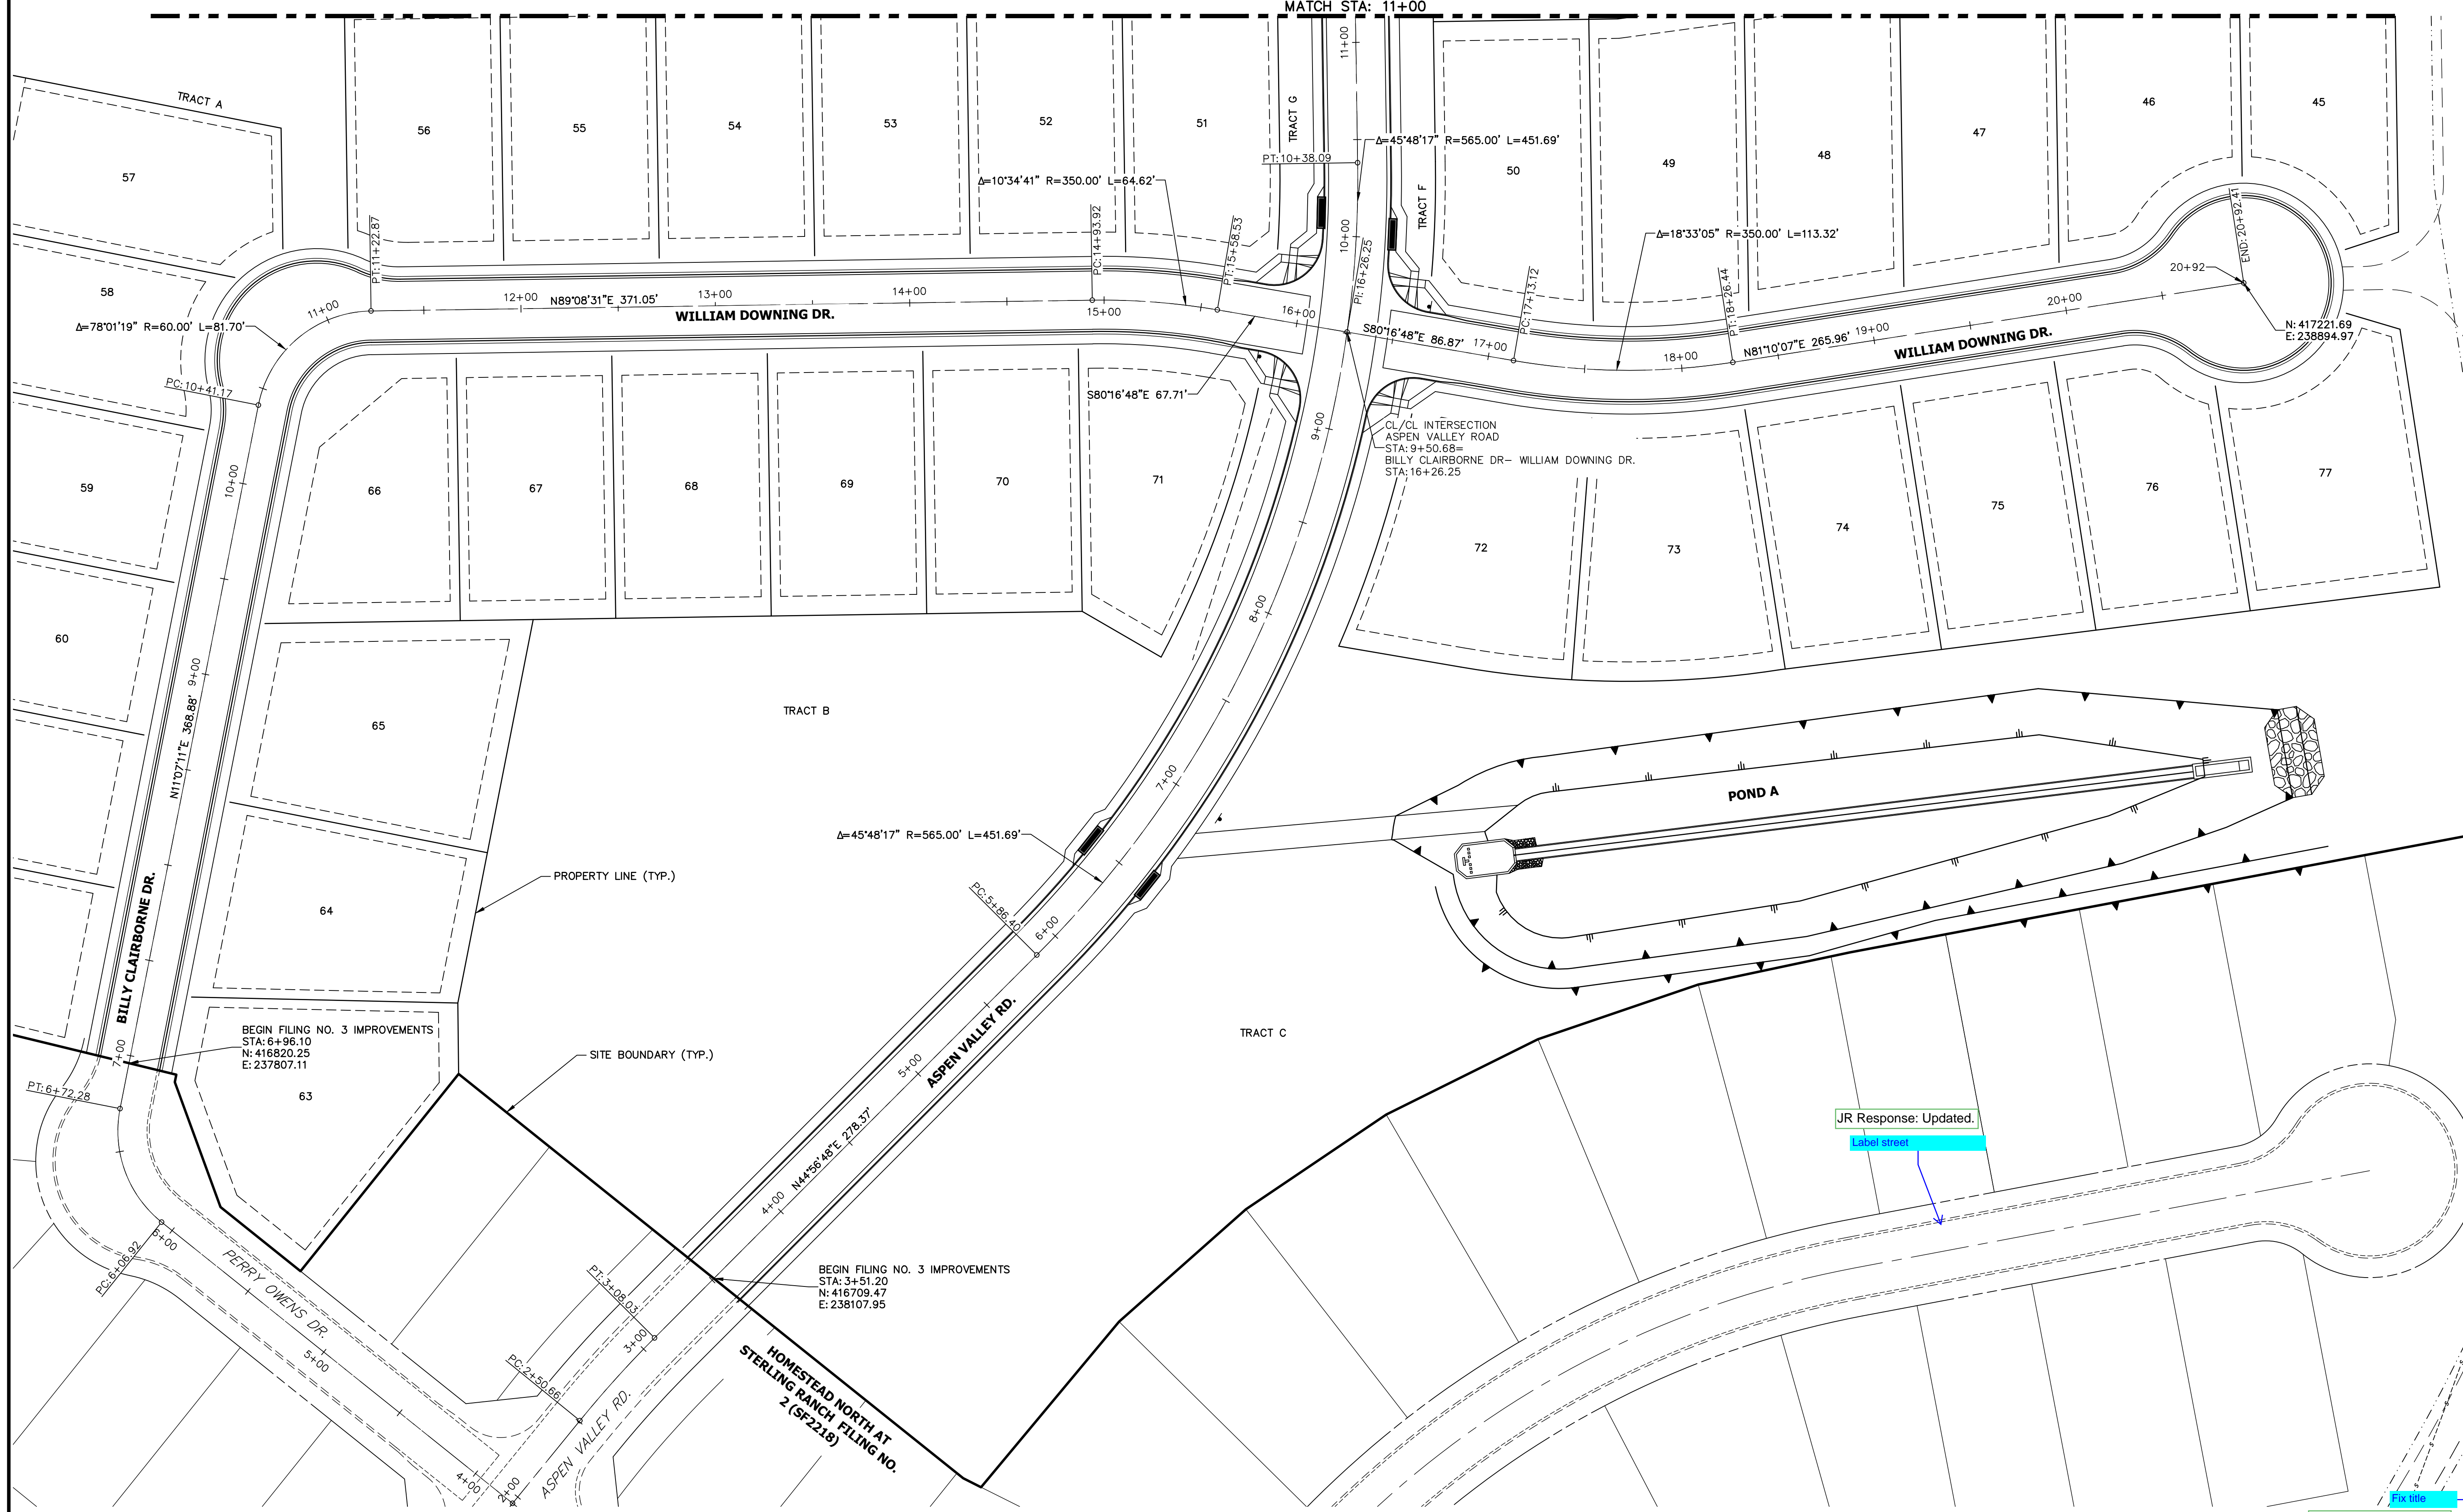 MATCH STA: 11+00
TRACT A
57
56
55
54
53
52
51
TRACT G
11+00
Δ=45°48'17" R=565.00' L=451.69'
PT:10+38.09
Δ=10°34'41" R=350.00' L=64.62'
TRACT F
50
49
48
47
46
45
58
PT:11+22.87
PC:14+93.92
PT:15+58.53
10+00
PI:16+26.25
Δ=18°33'05" R=350.00' L=113.32'
END:20+92.41
20+92
N: 417221.69
E: 238894.97
11+00
12+00
N89°08'31"E 371.05'
13+00
14+00
15+00
16+00
WILLIAM DOWNING DR.
Δ=78°01'19" R=60.00' L=81.70'
PC:10+41.17
S80°16'48"E 86.87'
17+00
PC:17+13.12
18+00
PT:18+26.44
N81°10'07"E 265.96'
19+00
20+00
WILLIAM DOWNING DR.
S80°16'48"E 67.71'
9+00
CL/CL INTERSECTION
ASPEN VALLEY ROAD
STA: 9+50.68=
BILLY CLAIRBORNE DR- WILLIAM DOWNING DR.
STA:16+26.25
59
10+00
66
67
68
69
70
71
72
73
74
75
76
77
60
8+00
9+00
N11°07'11"E 368.88'
65
TRACT B
7+00
POND A
Δ=45°48'17" R=565.00' L=451.69'
PROPERTY LINE (TYP.)
PC:5+86.40
6+00
64
BILLY CLAIRBORNE DR.
BEGIN FILING NO. 3 IMPROVEMENTS
STA: 6+96.10
N: 416820.25
E: 237807.11
7+00
SITE BOUNDARY (TYP.)
5+00
ASPEN VALLEY RD.
TRACT C
PT:6+72.28
63
N44°56'48"E 278.37'
4+00
JR Response: Updated.
Label street
6+00
PC:6+06.92
PERRY OWENS DR.
5+00
PT:3+08.03
3+00
BEGIN FILING NO. 3 IMPROVEMENTS
STA: 3+51.20
N: 416709.47
E: 238107.95
PC:2+50.66
HOMESTEAD NORTH AT
STERLING RANCH FILING NO.
2 (SF2218)
ASPEN VALLEY RD.
4+00
2+00
Fix title